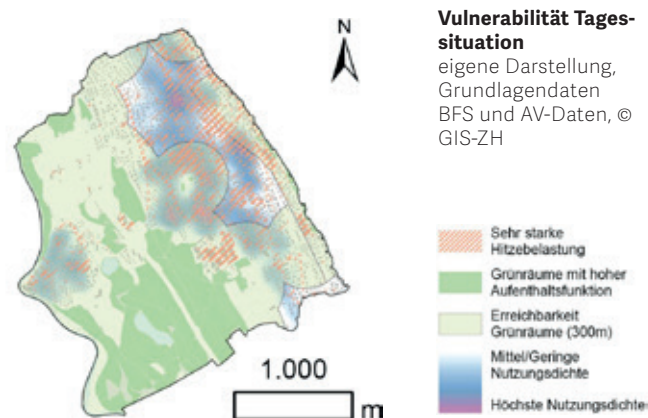 N
Vulnerabilität Tages-
situation
eigene Darstellung,
Grundlagendaten
BFS und AV-Daten, ©
GIS-ZH
Sehr starke
Hitzebelastung
Grünräume mit hoher
Aufenthaltsfunktion
Erreichbarkeit
Grünräume (300m)
Mittel/Geringe
Nutzungsdichte
Höchste Nutzungsdichte
1.000
m